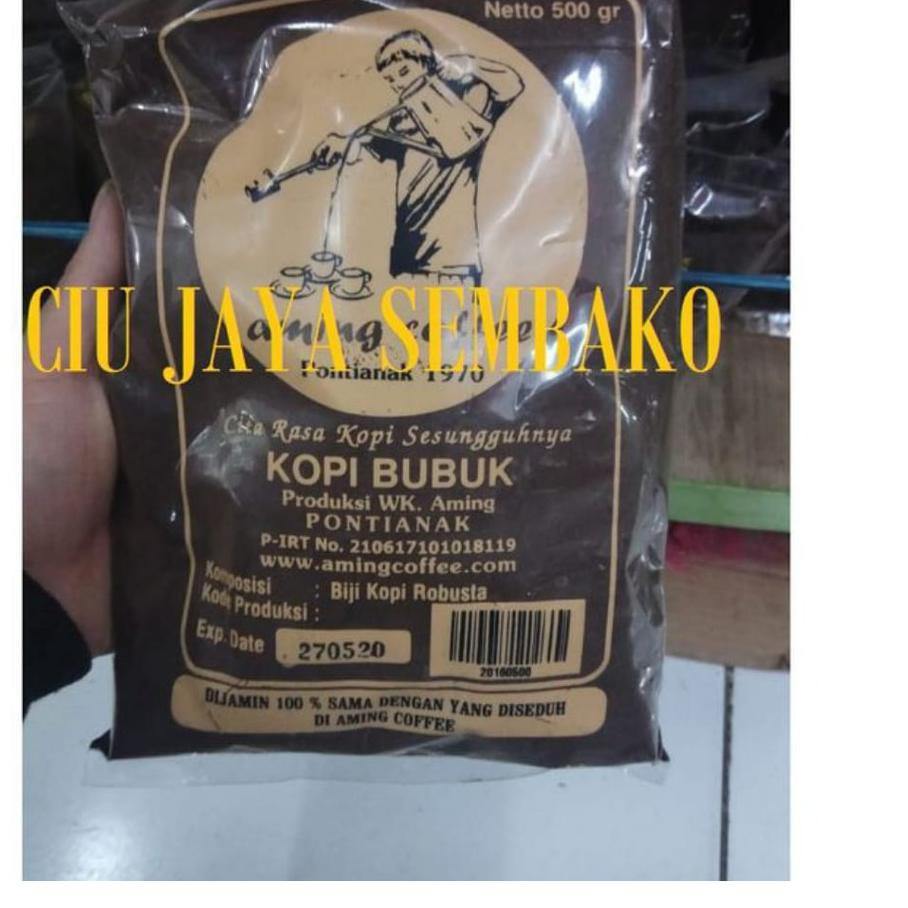 Netto 500 gr
CIU JAYA SEMBAKO
aming coffee
Pontianak 1970
Cita Rasa Kopi Sesungguhnya
KOPI BUBUK
Produksi WK. Aming
PONTIANAK
P-IRT No. 210617101018119
www.amingcoffee.com
Komposisi : Biji Kopi Robusta
Kode Produksi :
Exp. Date 270520
20160500
DIJAMIN 100 % SAMA DENGAN YANG DISEDUH
DI AMING COFFEE